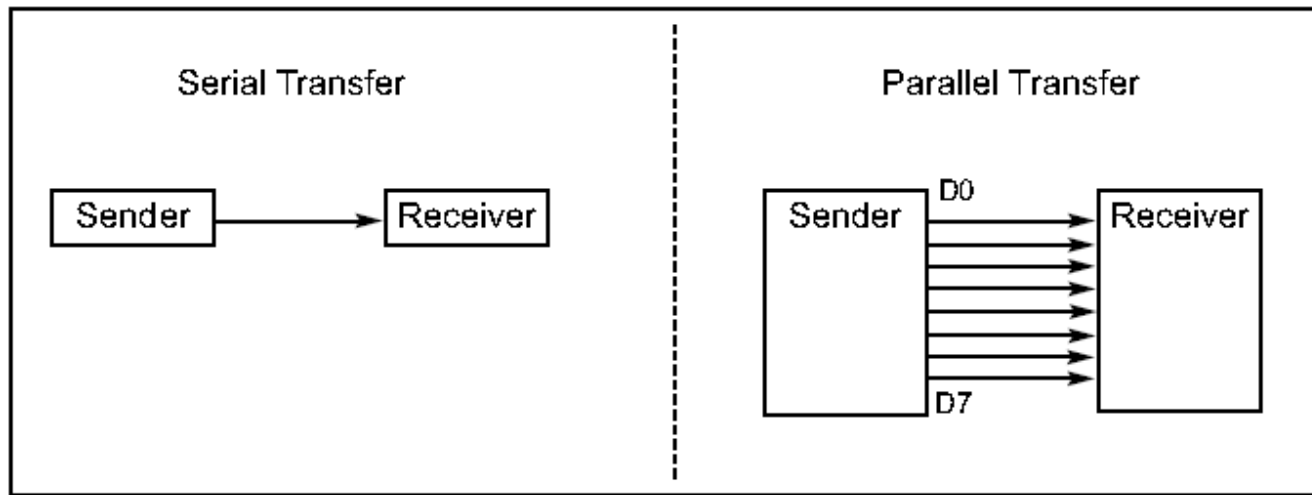 Serial Transfer
Sender
Receiver
Parallel Transfer
D0
Sender
Receiver
D7